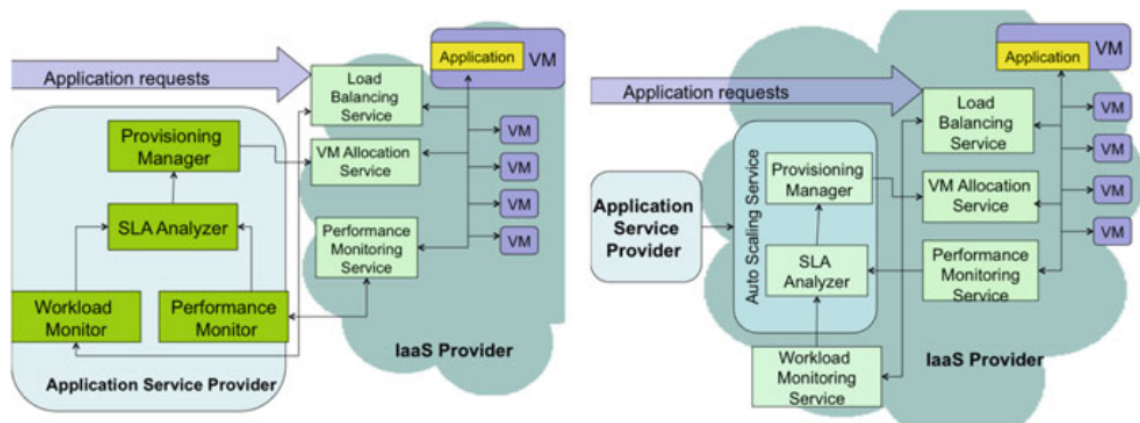 Application
VM
Application requests
Load
Balancing
Service
Provisioning
Manager
VM Allocation
Service
VM
VM
VM
VM
SLA Analyzer
Performance
Monitoring
Service
Workload
Monitor
Performance
Monitor
IaaS Provider
Application Service Provider
Application
VM
Application requests
Load
Balancing
Service
Auto Scaling Service
Provisioning
Manager
VM Allocation
Service
VM
VM
VM
VM
Application
Service
Provider
SLA
Analyzer
Performance
Monitoring
Service
Workload
Monitoring
Service
IaaS Provider